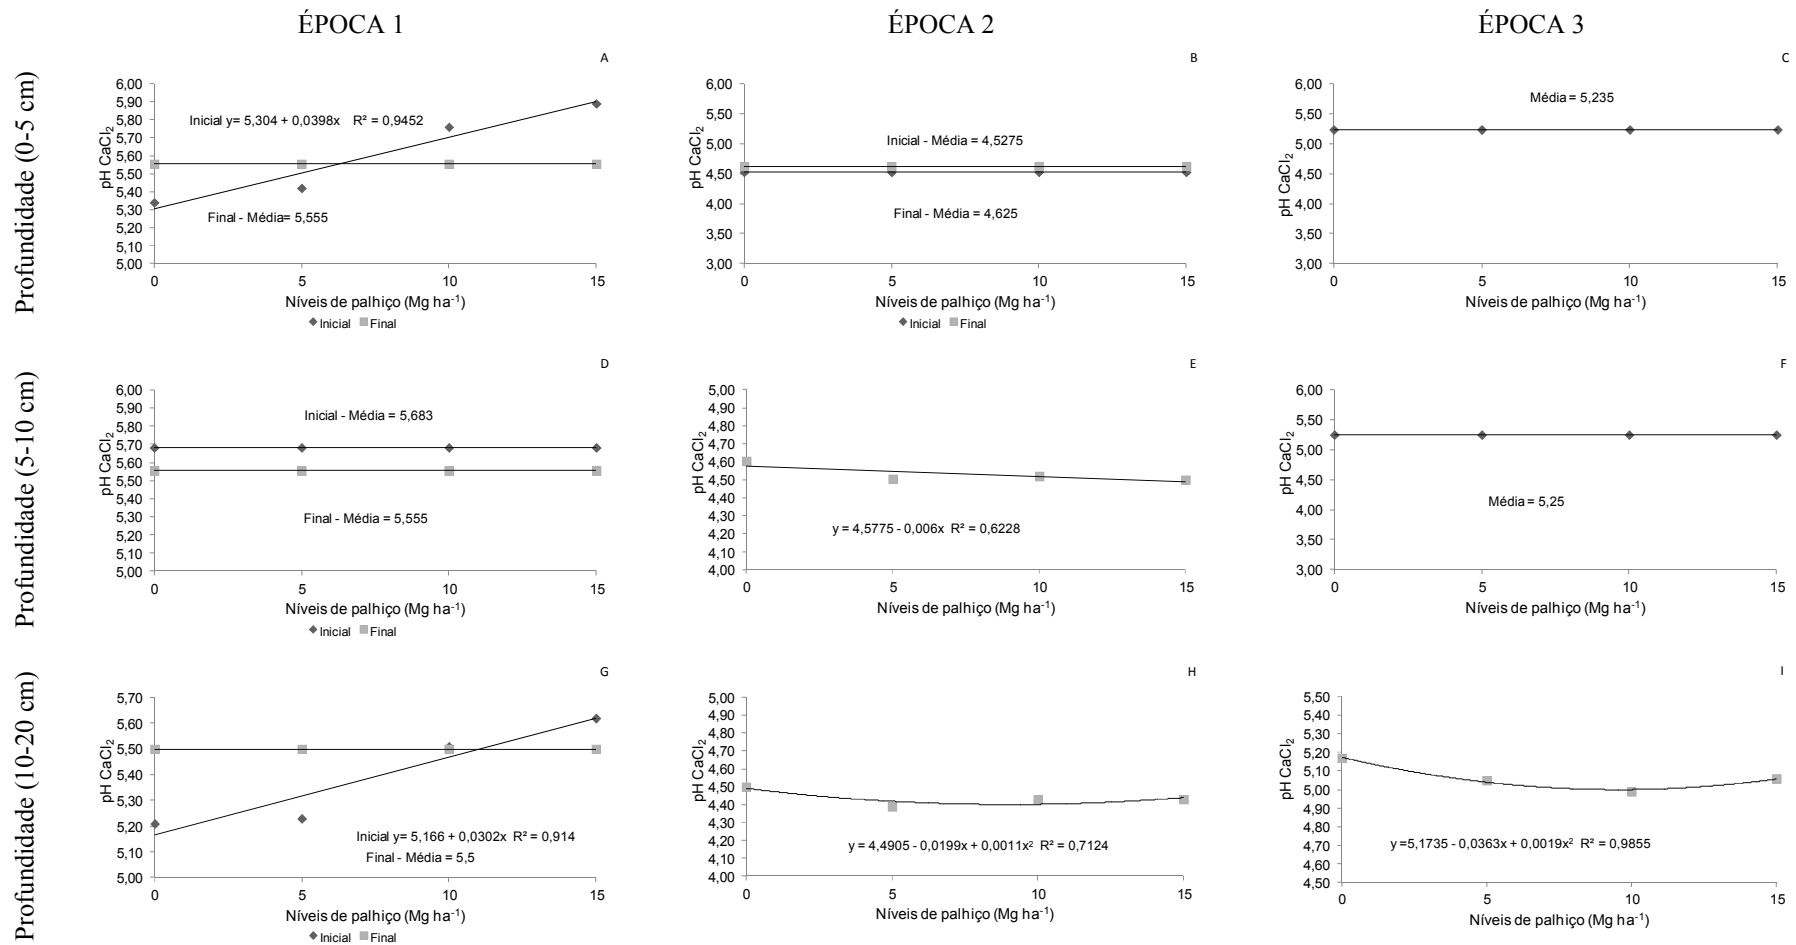 ÉPOCA 1
ÉPOCA 2
ÉPOCA 3
Profundidade (0-5 cm)
A
pH CaCl₂
6,00
5,90
5,80
5,70
5,60
5,50
5,40
5,30
5,20
5,10
5,00
Inicial y= 5,304 + 0,0398x R² = 0,9452
Final - Média= 5,555
0 5 10 15
Níveis de palhiço (Mg ha⁻¹)
Inicial Final
B
pH CaCl₂
6,00
5,50
5,00
4,50
4,00
3,50
3,00
Inicial - Média = 4,5275
Final - Média = 4,625
0 5 10 15
Níveis de palhiço (Mg ha⁻¹)
Inicial Final
C
pH CaCl₂
6,00
5,50
5,00
4,50
4,00
3,50
3,00
Média = 5,235
0 5 10 15
Níveis de palhiço (Mg ha⁻¹)
Profundidade (5-10 cm)
D
pH CaCl₂
6,00
5,90
5,80
5,70
5,60
5,50
5,40
5,30
5,20
5,10
5,00
Inicial - Média = 5,683
Final - Média = 5,555
0 5 10 15
Níveis de palhiço (Mg ha⁻¹)
Inicial Final
E
pH CaCl₂
5,00
4,90
4,80
4,70
4,60
4,50
4,40
4,30
4,20
4,10
4,00
y = 4,5775 - 0,006x R² = 0,6228
0 5 10 15
Níveis de palhiço (Mg ha⁻¹)
F
pH CaCl₂
6,00
5,50
5,00
4,50
4,00
3,50
3,00
Média = 5,25
0 5 10 15
Níveis de palhiço (Mg ha⁻¹)
Profundidade (10-20 cm)
G
pH CaCl₂
5,70
5,60
5,50
5,40
5,30
5,20
5,10
5,00
Inicial y= 5,166 + 0,0302x R² = 0,914
Final - Média = 5,5
0 5 10 15
Níveis de palhiço (Mg ha⁻¹)
Inicial Final
H
pH CaCl₂
5,00
4,90
4,80
4,70
4,60
4,50
4,40
4,30
4,20
4,10
4,00
y = 4,4905 - 0,0199x + 0,0011x² R² = 0,7124
0 5 10 15
Níveis de palhiço (Mg ha⁻¹)
I
pH CaCl₂
5,50
5,40
5,30
5,20
5,10
5,00
4,90
4,80
4,70
4,60
4,50
y =5,1735 - 0,0363x + 0,0019x² R² = 0,9855
0 5 10 15
Níveis de palhiço (Mg ha⁻¹)